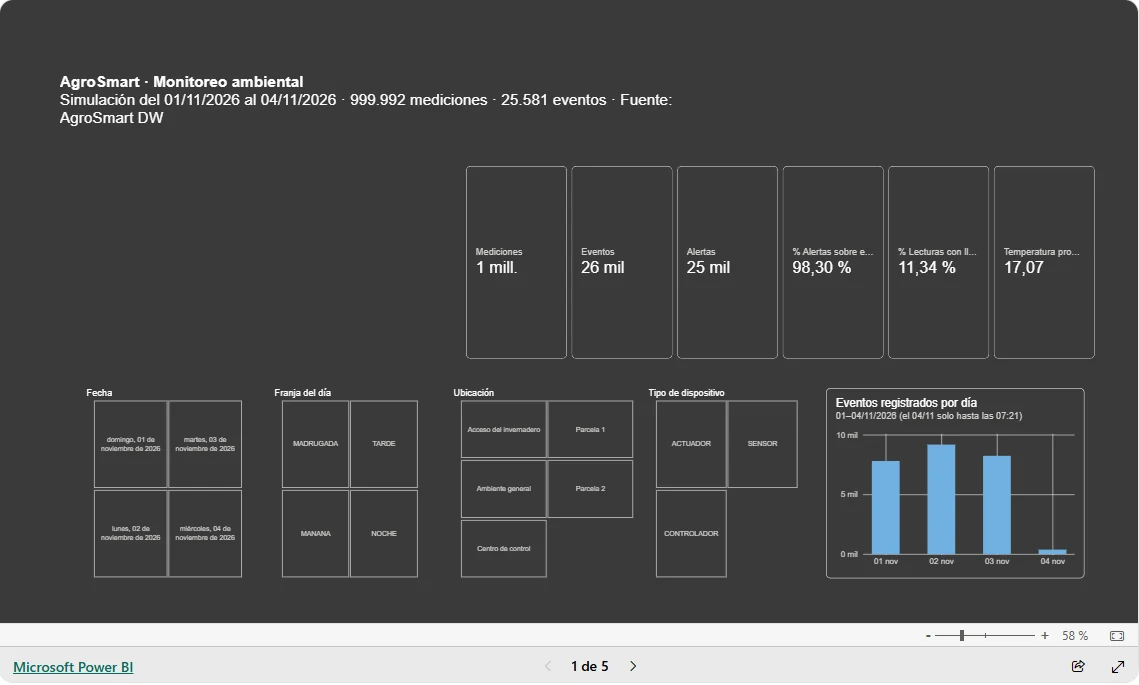 AgroSmart · Monitoreo ambiental
Simulación del 01/11/2026 al 04/11/2026 · 999.992 mediciones · 25.581 eventos · Fuente:
AgroSmart DW
Mediciones
1 mill.
Eventos
26 mil
Alertas
25 mil
% Alertas sobre e...
98,30 %
% Lecturas con ll...
11,34 %
Temperatura pro...
17,07
Fecha
domingo, 01 de
noviembre de 2026
martes, 03 de
noviembre de 2026
lunes, 02 de
noviembre de 2026
miércoles, 04 de
noviembre de 2026
Franja del día
MADRUGADA
TARDE
MANANA
NOCHE
Ubicación
Acceso del invernadero
Parcela 1
Ambiente general
Parcela 2
Centro de control
Tipo de dispositivo
ACTUADOR
SENSOR
CONTROLADOR
Eventos registrados por día
01–04/11/2026 (el 04/11 solo hasta las 07:21)
10 mil
5 mil
0 mil
01 nov
02 nov
03 nov
04 nov
- + 58 %
Microsoft Power BI
1 de 5